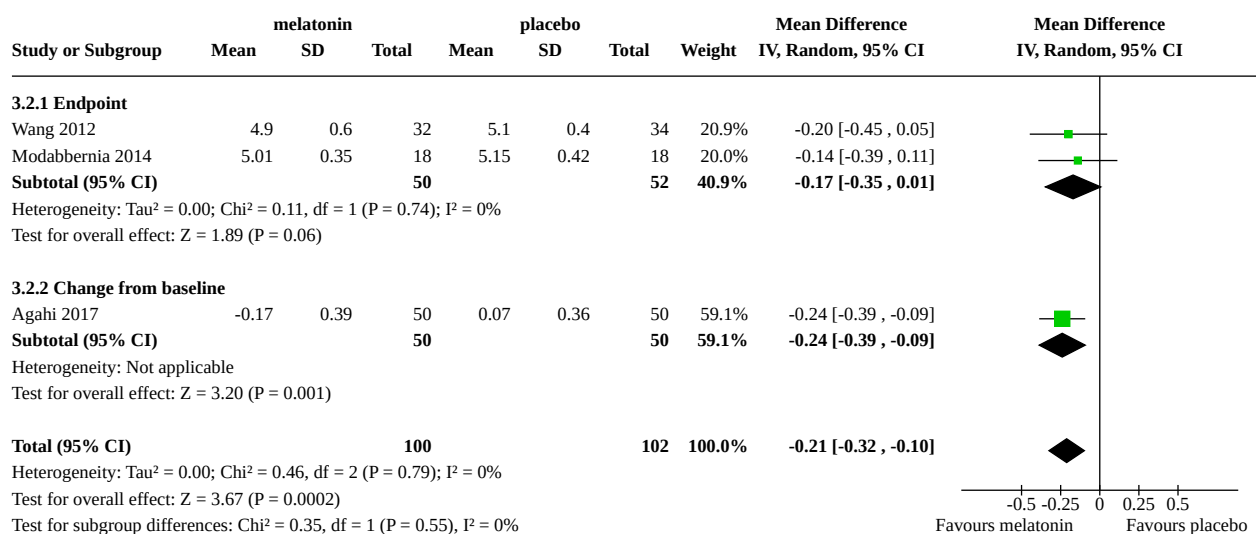 melatonin placebo Mean Difference Mean Difference
Study or Subgroup Mean SD Total Mean SD Total Weight IV, Random, 95% CI IV, Random, 95% CI
3.2.1 Endpoint
Wang 2012 4.9 0.6 32 5.1 0.4 34 20.9% -0.20 [-0.45 , 0.05]
Modabbernia 2014 5.01 0.35 18 5.15 0.42 18 20.0% -0.14 [-0.39 , 0.11]
Subtotal (95% CI) 50 52 40.9% -0.17 [-0.35 , 0.01]
Heterogeneity: Tau² = 0.00; Chi² = 0.11, df = 1 (P = 0.74); I² = 0%
Test for overall effect: Z = 1.89 (P = 0.06)
3.2.2 Change from baseline
Agahi 2017 -0.17 0.39 50 0.07 0.36 50 59.1% -0.24 [-0.39 , -0.09]
Subtotal (95% CI) 50 50 59.1% -0.24 [-0.39 , -0.09]
Heterogeneity: Not applicable
Test for overall effect: Z = 3.20 (P = 0.001)
Total (95% CI) 100 102 100.0% -0.21 [-0.32 , -0.10]
Heterogeneity: Tau² = 0.00; Chi² = 0.46, df = 2 (P = 0.79); I² = 0%
Test for overall effect: Z = 3.67 (P = 0.0002)
-0.5 -0.25 0 0.25 0.5
Test for subgroup differences: Chi² = 0.35, df = 1 (P = 0.55), I² = 0%
Favours melatonin Favours placebo